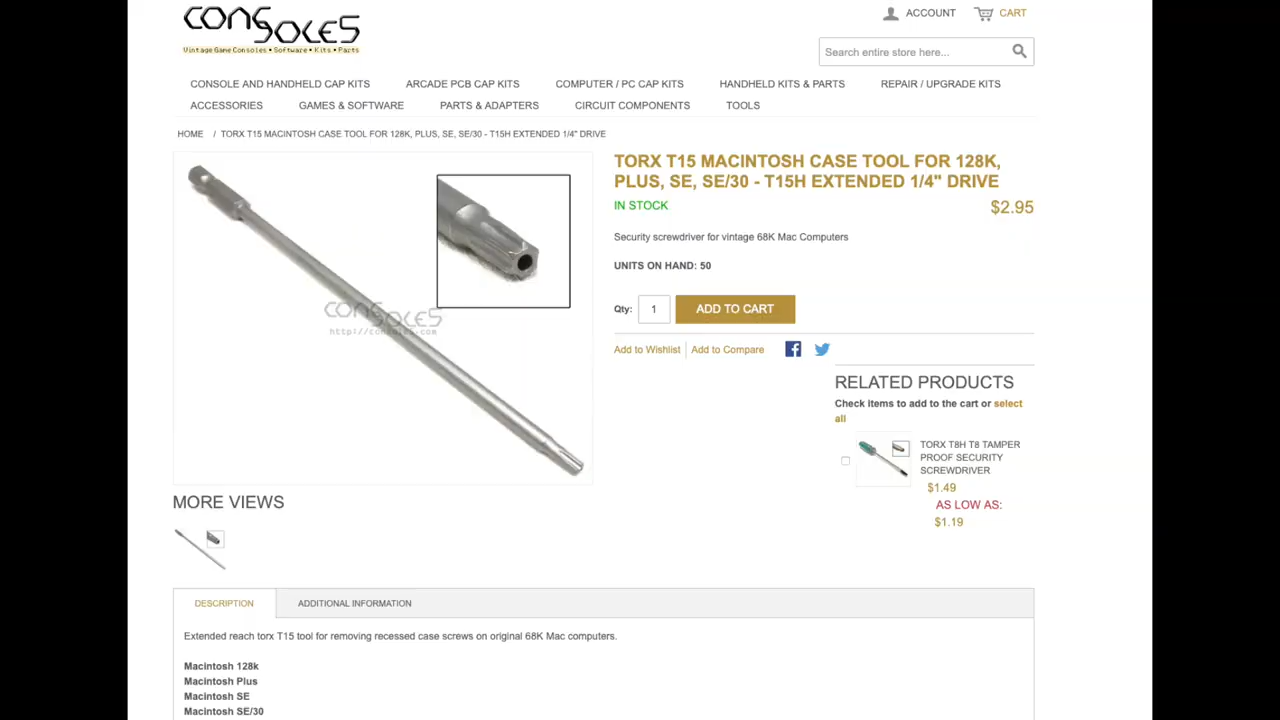 CONSOLE5
Vintage Game Consoles • Software • Kits • Parts
ACCOUNT
CART
Search entire store here...
CONSOLE AND HANDHELD CAP KITS
ARCADE PCB CAP KITS
COMPUTER / PC CAP KITS
HANDHELD KITS & PARTS
REPAIR / UPGRADE KITS
ACCESSORIES
GAMES & SOFTWARE
PARTS & ADAPTERS
CIRCUIT COMPONENTS
TOOLS
HOME / TORX T15 MACINTOSH CASE TOOL FOR 128K, PLUS, SE, SE/30 - T15H EXTENDED 1/4" DRIVE
CONSOLE5
http://console5.com
TORX T15 MACINTOSH CASE TOOL FOR 128K,
PLUS, SE, SE/30 - T15H EXTENDED 1/4" DRIVE
IN STOCK
$2.95
Security screwdriver for vintage 68K Mac Computers
UNITS ON HAND: 50
Qty: 1 ADD TO CART
Add to Wishlist
Add to Compare
RELATED PRODUCTS
Check items to add to the cart or select
all
TORX T8H T8 TAMPER
PROOF SECURITY
SCREWDRIVER
$1.49
AS LOW AS:
$1.19
MORE VIEWS
DESCRIPTION
ADDITIONAL INFORMATION
Extended reach torx T15 tool for removing recessed case screws on original 68K Mac computers.
Macintosh 128k
Macintosh Plus
Macintosh SE
Macintosh SE/30